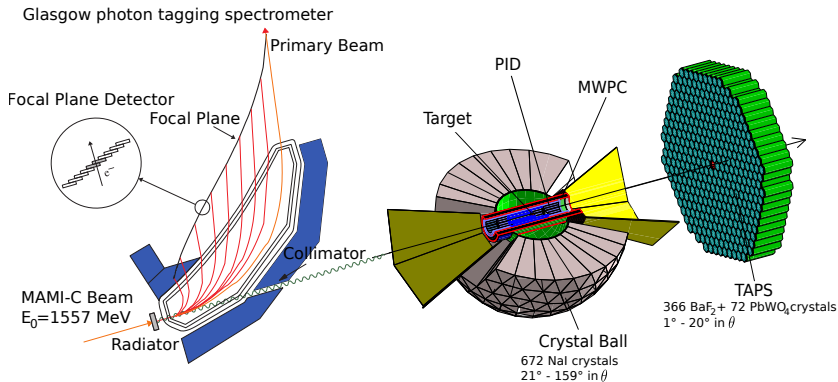 Glasgow photon tagging spectrometer
Primary Beam
Focal Plane Detector
Focal Plane
e⁻
Collimator
MAMI-C Beam
E₀=1557 MeV
Radiator
PID
MWPC
Target
Crystal Ball
672 NaI crystals
21° - 159° in θ
TAPS
366 BaF₂+ 72 PbWO₄crystals
1° - 20° in θ